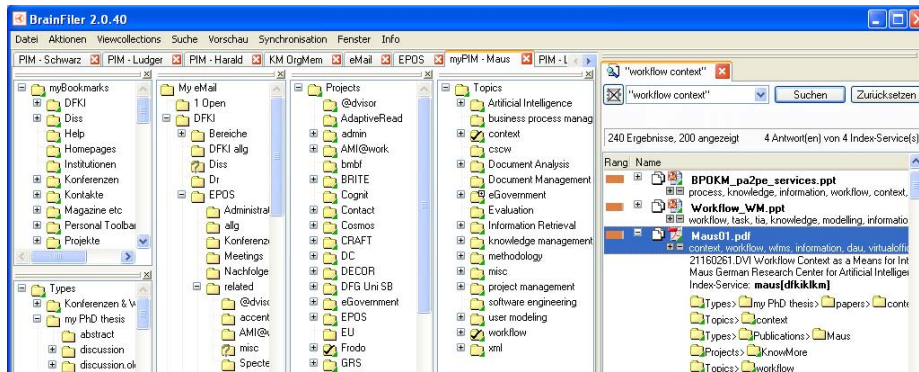 BrainFiler 2.0.40
Datei Aktionen Viewcollections Suche Vorschau Synchronisation Fenster Info
PIM - Schwarz PIM - Ludger PIM - Harald KM OrgMem eMail EPOS myPIM - Maus PIM - L
myBookmarks
DFKI
Diss
Help
Homepages
Institutionen
Konferenzen
Kontakte
Magazine etc
Personal Toolba
Projekte
Types
Konferenzen & W
my PhD thesis
abstract
discussion
discussion.ol
My eMail
1 Open
DFKI
Bereiche
DFKI allg
Diss
Dr
EPOS
Administra
allg
Konferenz
Meetings
Nachfolge
related
@dviso
accent
AMI@
misc
Specte
Projects
@dvisor
AdaptiveRead
admin
AMI@work
bmbf
BRITE
Cognit
Contact
Cosmos
CRAFT
DC
DECOR
DFG Uni SB
eGovernment
EPOS
EU
Frodo
GRS
Topics
Artificial Intelligence
business process manag
context
cscw
Document Analysis
Document Management
eGovernment
Evaluation
Information Retrieval
knowledge management
methodology
misc
project management
software engineering
user modeling
workflow
xml
"workflow context"
"workflow context" Suchen Zurücksetzen
240 Ergebnisse, 200 angezeigt 4 Antwort(en) von 4 Index-Service(s)
Rang Name
BPOKM_pa2pe_services.ppt
process, knowledge, information, workflow, context,
Workflow_WM.ppt
workflow, task, tia, knowledge, modelling, informatio
Maus01.pdf
context, workflow, wfms, information, dau, virtualoffi
21160261.DVI Workflow Context as a Means for Int
Maus German Research Center for Artificial Intellige
Index-Service: maus[dfkiklkm]
Types> my PhD thesis> papers> conte
Topics> context
Types> Publications> Maus
Projects> KnowMore
Topics> workflow